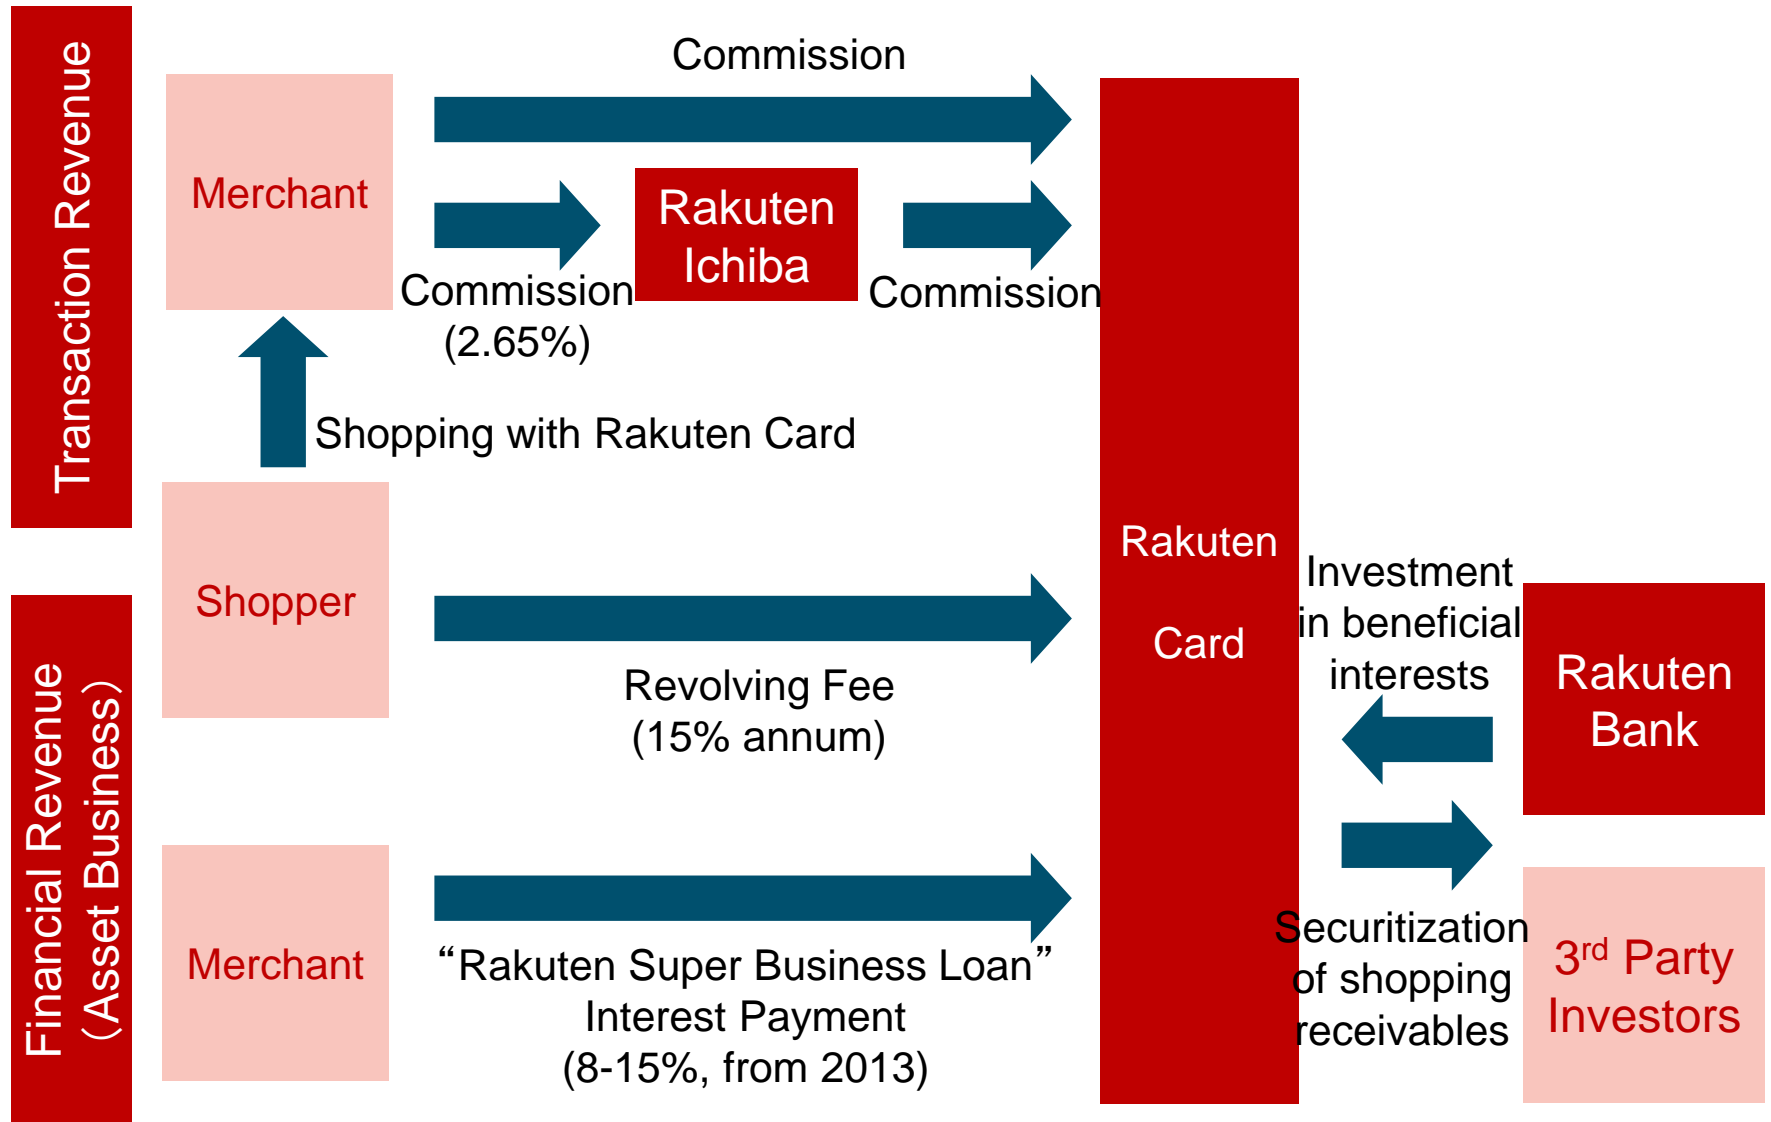 Transaction Revenue
Commission
Merchant
Rakuten
Ichiba
Commission
(2.65%)
Commission
Shopping with Rakuten Card
Shopper
Financial Revenue
（Asset Business）
Revolving Fee
(15% annum)
Merchant
“Rakuten Super Business Loan”
Interest Payment
(8-15%, from 2013)
Rakuten
Card
Investment
in beneficial
interests
Rakuten
Bank
Securitization
of shopping
receivables
3rd Party
Investors